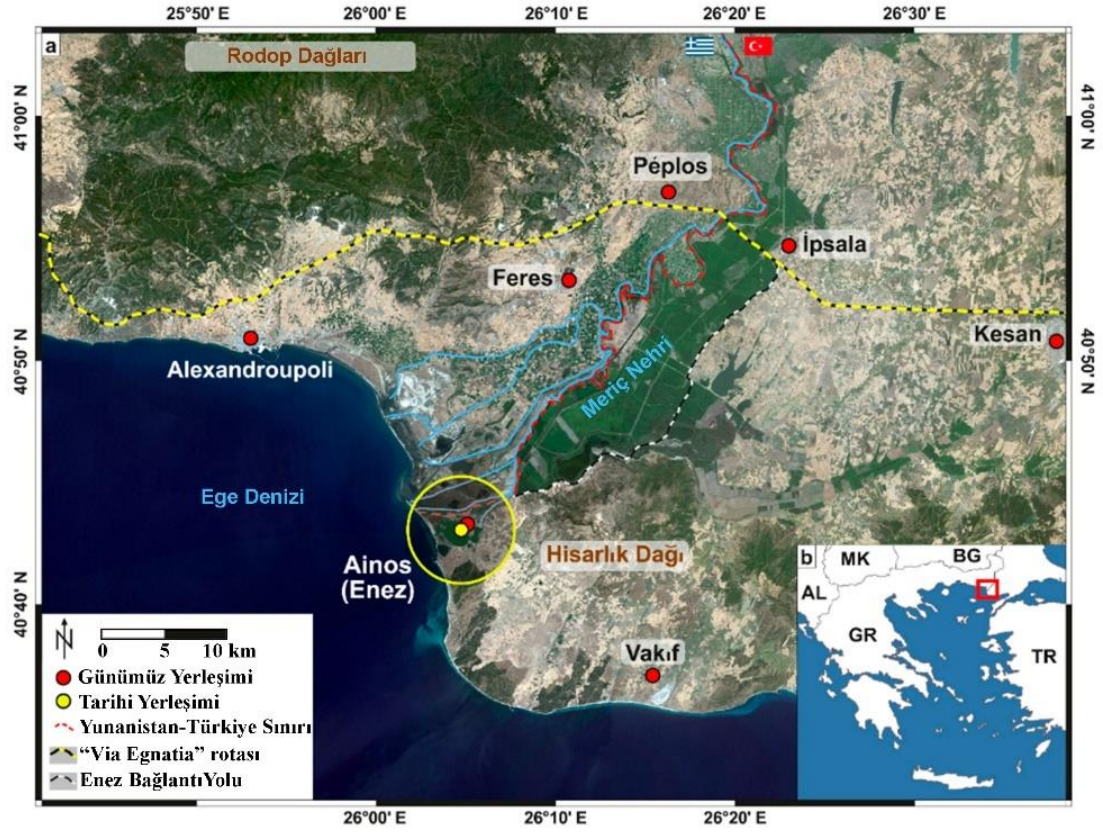 25°50' E
26°00' E
26°10' E
26°20' E
26°30' E
a
Rodop Dağları
41°00' N
41°00' N
Péplos
İpsala
Feres
Kesan
Alexandroupoli
40°50' N
40°50' N
Meriç Nehri
Ege Denizi
Ainos
(Enez)
Hisarlık Dağı
40°40' N
40°40' N
Vakıf
b
MK
BG
AL
GR
TR
N
0 5 10 km
Günümüz Yerleşimi
Tarihi Yerleşimi
Yunanistan-Türkiye Sınırı
“Via Egnatia” rotası
Enez BağlantıYolu
26°00' E
26°10' E
26°20' E